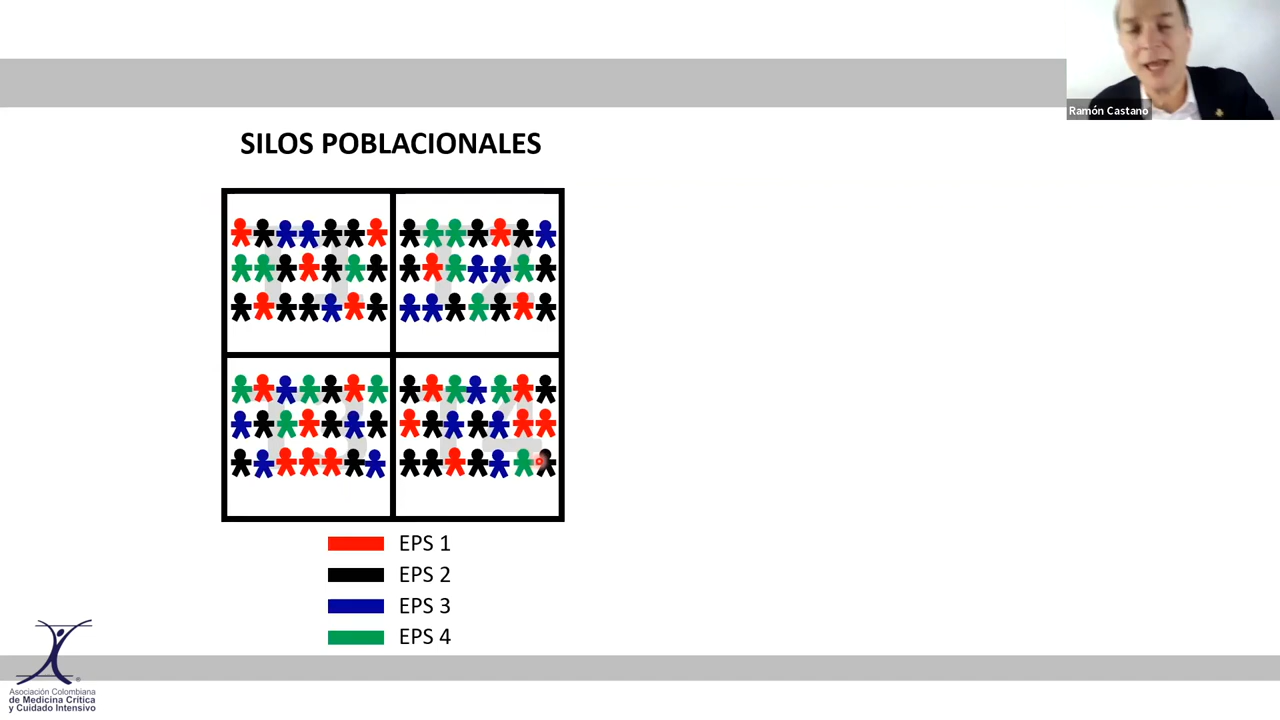 Ramón Castano
SILOS POBLACIONALES
EPS 1
EPS 2
EPS 3
EPS 4
Asociación Colombiana
de Medicina Crítica
y Cuidado Intensivo